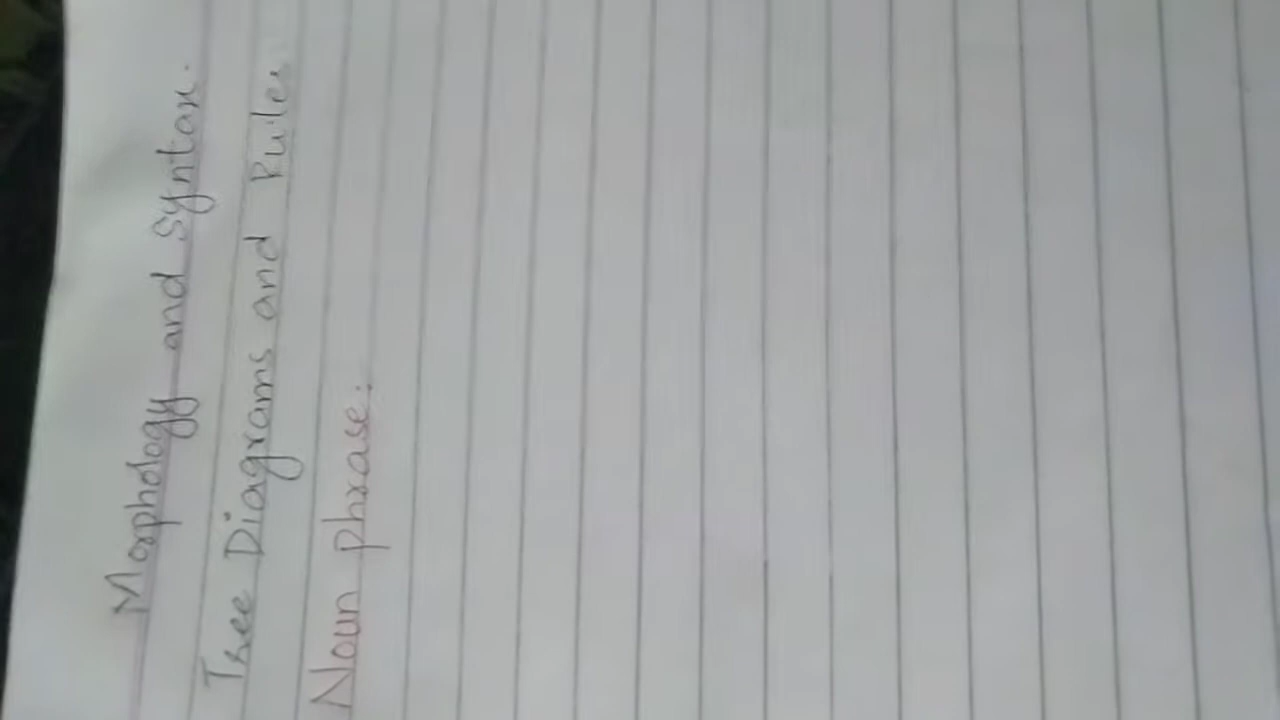 Morphology and syntax.
Tree Diagrams and Rules
Noun phrase: